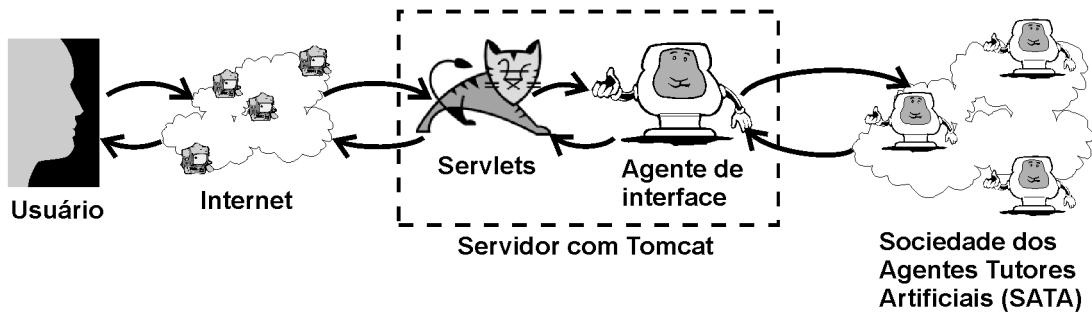 Usuário
Internet
Servlets
Agente de
interface
Servidor com Tomcat
Sociedade dos
Agentes Tutores
Artificiais (SATA)